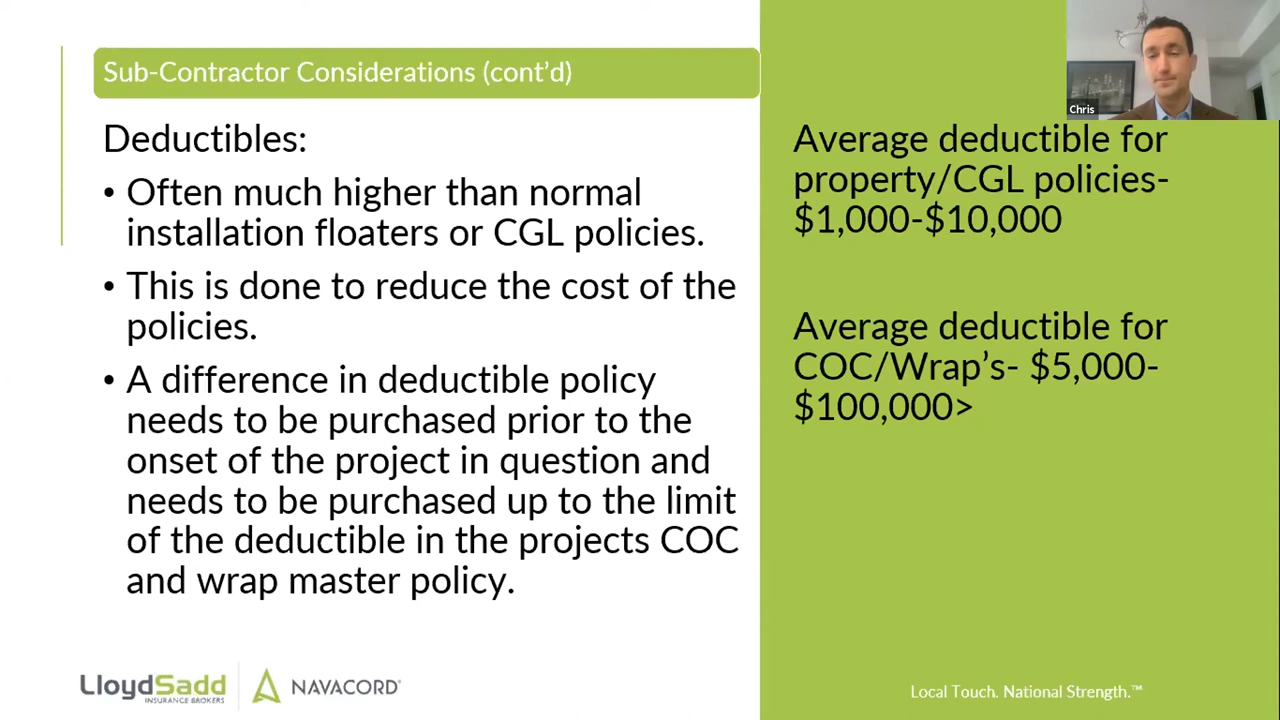 Sub-Contractor Considerations (cont'd)
Deductibles:
• Often much higher than normal
installation floaters or CGL policies.
• This is done to reduce the cost of the
policies.
• A difference in deductible policy
needs to be purchased prior to the
onset of the project in question and
needs to be purchased up to the limit
of the deductible in the projects COC
and wrap master policy.
Chris
Average deductible for
property/CGL policies-
$1,000-$10,000
Average deductible for
COC/Wrap's- $5,000-
$100,000>
LloydSadd
INSURANCE BROKERS
NAVACORD®
Local Touch. National Strength.™